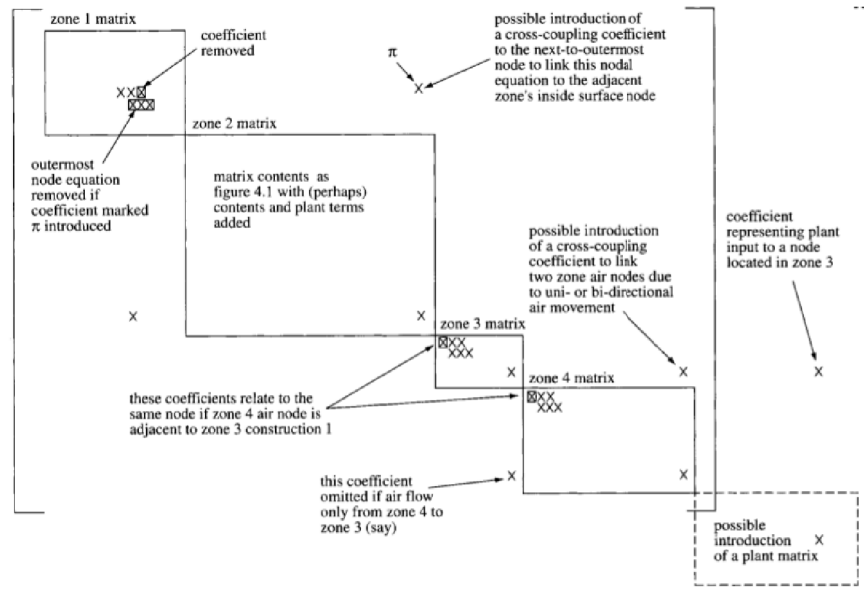 zone 1 matrix
coefficient
removed
XX☒
☒☒☒
π
X
possible introduction of
a cross-coupling coefficient
to the next-to-outermost
node to link this nodal
equation to the adjacent
zone's inside surface node
zone 2 matrix
outermost
node equation
removed if
coefficient marked
π introduced
matrix contents as
figure 4.1 with (perhaps)
contents and plant terms
added
possible introduction
of a cross-coupling
coefficient to link
two zone air nodes due
to uni- or bi-directional
air movement
coefficient
representing plant
input to a node
located in zone 3
X
X
zone 3 matrix
☒XX
XXX
X
X
X
zone 4 matrix
☒XX
XXX
these coefficients relate to the
same node if zone 4 air node is
adjacent to zone 3 construction 1
this coefficient
omitted if air flow
only from zone 4 to
zone 3 (say)
X
X
possible
introduction X
of a plant matrix